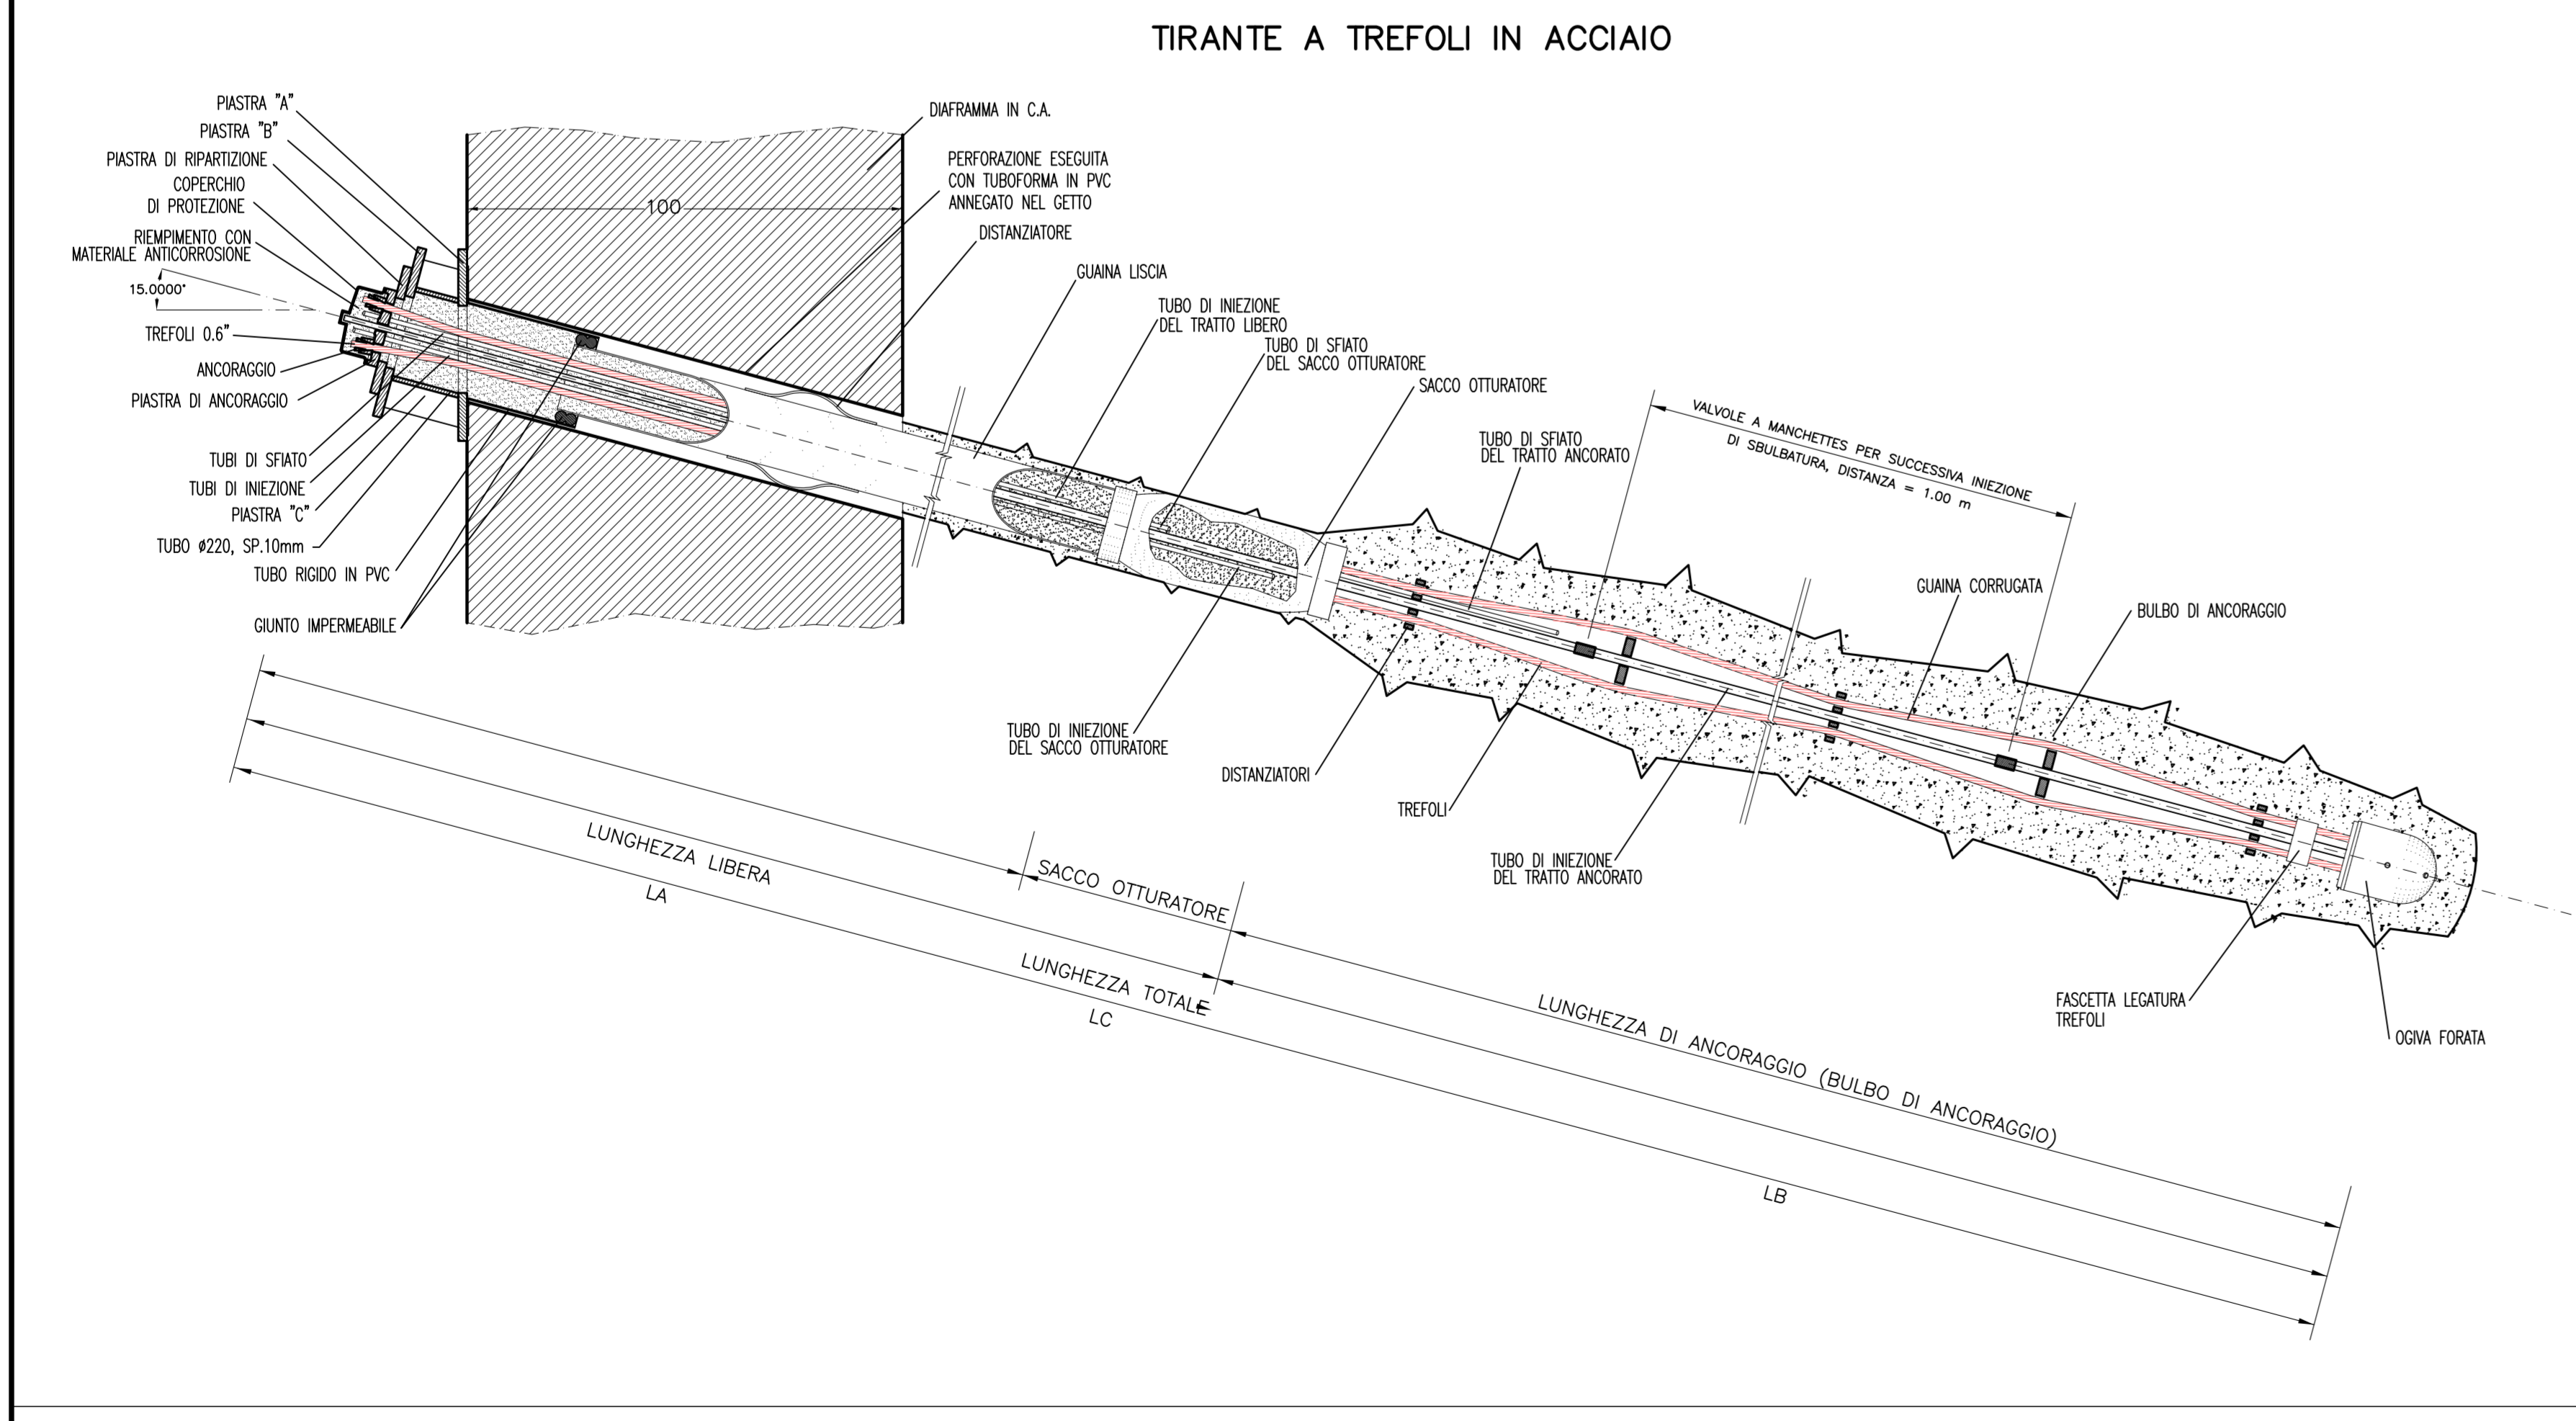 TIRANTE A TREFOLI IN ACCIAIO
PIASTRA "A"
PIASTRA "B"
PIASTRA DI RIPARTIZIONE
COPERCHIO
DI PROTEZIONE
RIEMPIMENTO CON
MATERIALE ANTICORROSIONE
15.0000°
TREFOLI 0.6"
ANCORAGGIO
PIASTRA DI ANCORAGGIO
TUBI DI SFIATO
TUBI DI INIEZIONE
PIASTRA "C"
TUBO ø220, SP.10mm
TUBO RIGIDO IN PVC
GIUNTO IMPERMEABILE
100
DIAFRAMMA IN C.A.
PERFORAZIONE ESEGUITA
CON TUBOFORMA IN PVC
ANNEGATO NEL GETTO
DISTANZIATORE
GUAINA LISCIA
TUBO DI INIEZIONE
DEL TRATTO LIBERO
TUBO DI SFIATO
DEL SACCO OTTURATORE
SACCO OTTURATORE
TUBO DI SFIATO
DEL TRATTO ANCORATO
VALVOLE A MANCHETTES PER SUCCESSIVA INIEZIONE
DI SBULBATURA, DISTANZA = 1.00 m
GUAINA CORRUGATA
BULBO DI ANCORAGGIO
TUBO DI INIEZIONE
DEL SACCO OTTURATORE
DISTANZIATORI
TREFOLI
TUBO DI INIEZIONE
DEL TRATTO ANCORATO
FASCETTA LEGATURA
TREFOLI
OGIVA FORATA
LUNGHEZZA LIBERA
LA
SACCO OTTURATORE
LUNGHEZZA TOTALE
LC
LUNGHEZZA DI ANCORAGGIO (BULBO DI ANCORAGGIO)
LB